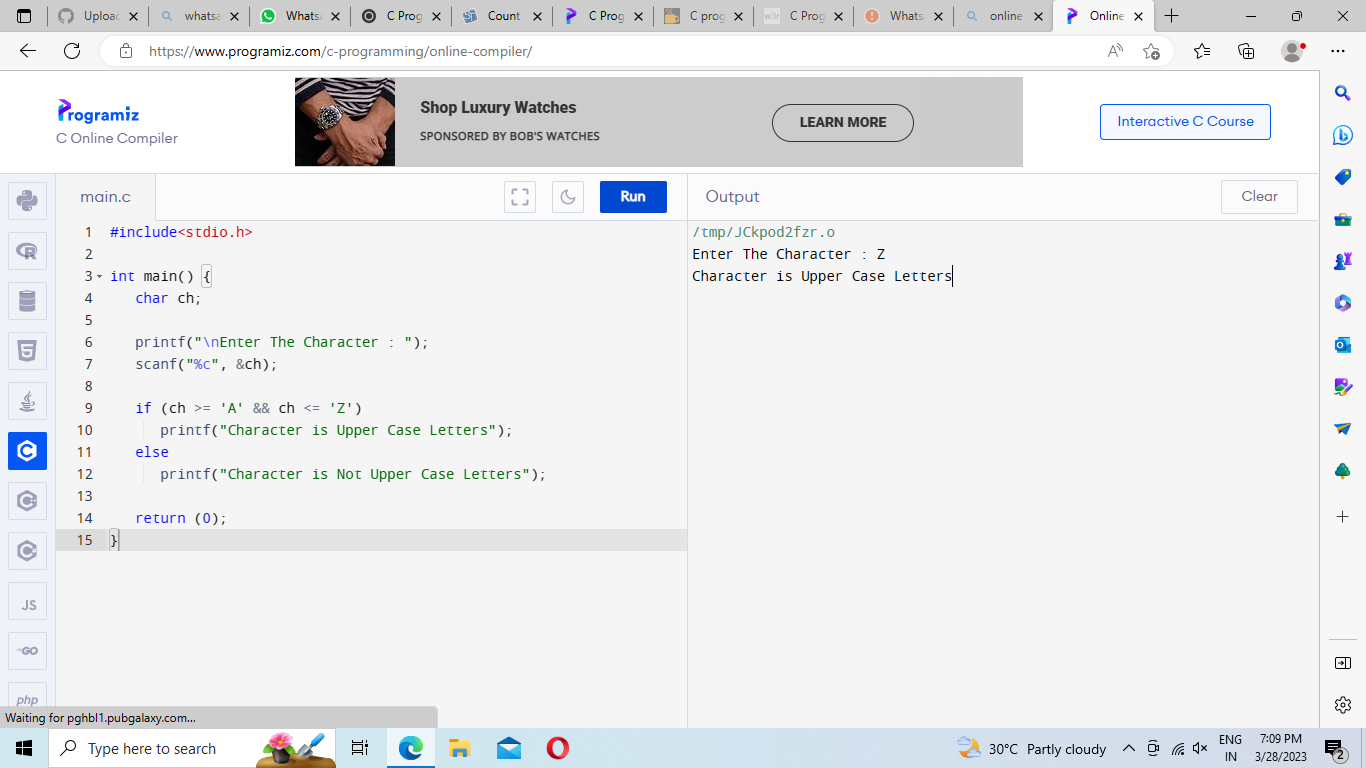 Uploac
whatsa
Whatsa
C Prog
Count
C Prog
C prog
C Prog
Whats
online
Online
https://www.programiz.com/c-programming/online-compiler/
Programiz
C Online Compiler
Shop Luxury Watches
SPONSORED BY BOB'S WATCHES
LEARN MORE
Interactive C Course
main.c
Run
Output
Clear
1 #include<stdio.h>
2
3 int main() {
4 char ch;
5
6 printf("\nEnter The Character : ");
7 scanf("%c", &ch);
8
9 if (ch >= 'A' && ch <= 'Z')
10 printf("Character is Upper Case Letters");
11 else
12 printf("Character is Not Upper Case Letters");
13
14 return (0);
15 }
/tmp/JCkpod2fzr.o
Enter The Character : Z
Character is Upper Case Letters
JS
GO
php
Waiting for pghbl1.pubgalaxy.com...
Type here to search
30°C Partly cloudy
ENG
IN
7:09 PM
3/28/2023
2